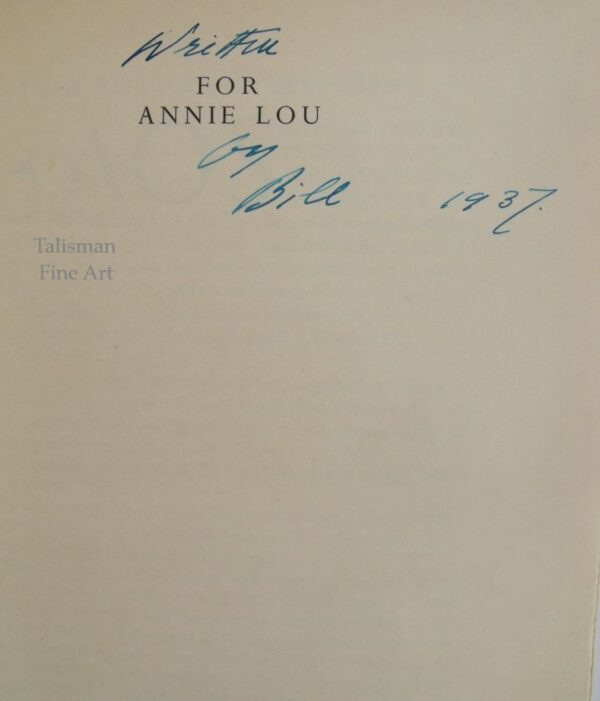 Written
FOR
ANNIE LOU
by
Bill 1937.
Talisman
Fine Art